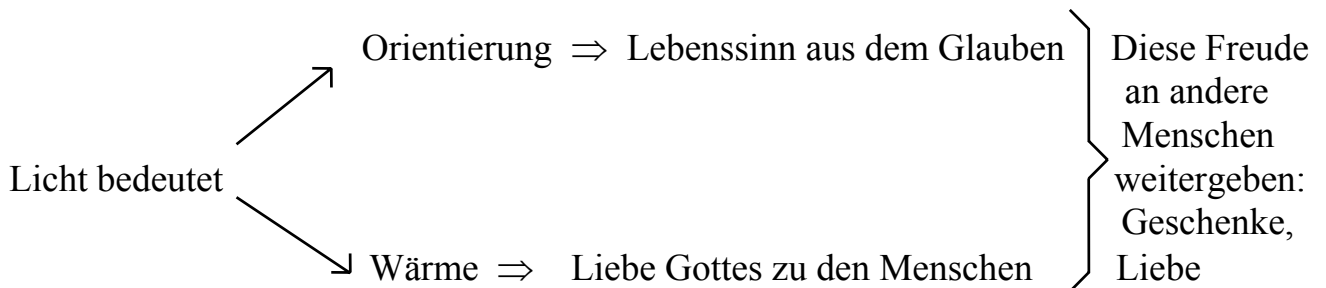 Orientierung ⇒ Lebenssinn aus dem Glauben
Licht bedeutet
Wärme ⇒ Liebe Gottes zu den Menschen
Diese Freude
an andere
Menschen
weitergeben:
Geschenke,
Liebe